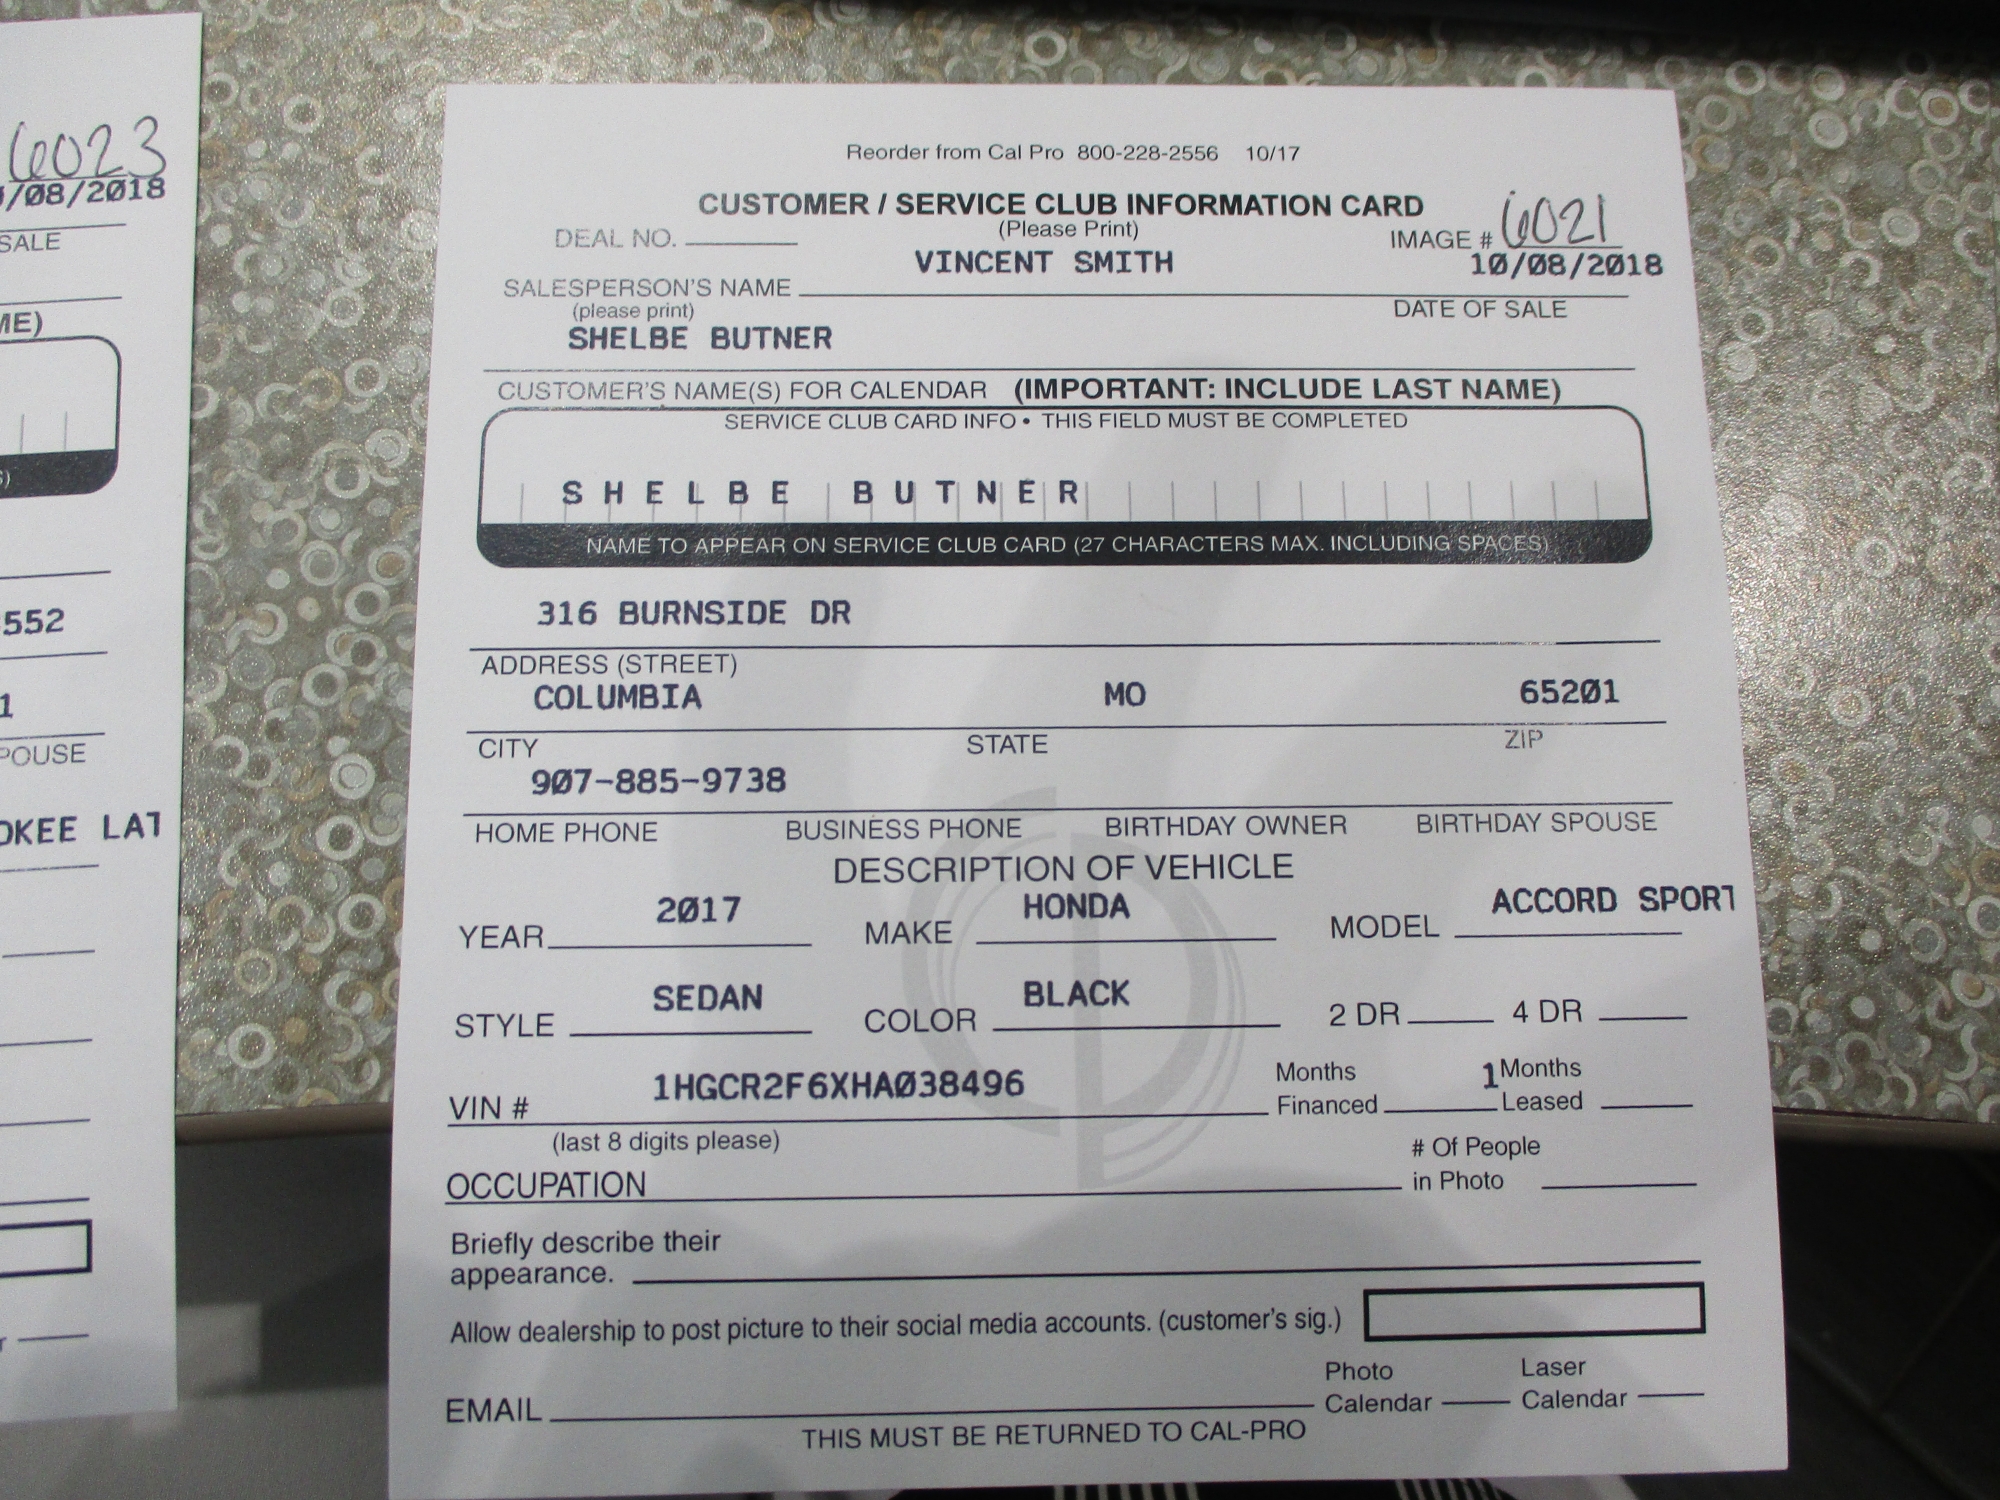 6023
/08/2018
SALE
ME)
552
1
POUSE
OKEE LAT
Reorder from Cal Pro 800-228-2556 10/17
CUSTOMER / SERVICE CLUB INFORMATION CARD
(Please Print)
DEAL NO.
IMAGE # 6021
VINCENT SMITH
10/08/2018
SALESPERSON'S NAME
(please print)
DATE OF SALE
SHELBE BUTNER
CUSTOMER'S NAME(S) FOR CALENDAR (IMPORTANT: INCLUDE LAST NAME)
SERVICE CLUB CARD INFO • THIS FIELD MUST BE COMPLETED
SHELBE BUTNER
NAME TO APPEAR ON SERVICE CLUB CARD (27 CHARACTERS MAX. INCLUDING SPACES)
316 BURNSIDE DR
ADDRESS (STREET)
COLUMBIA MO 65201
CITY STATE ZIP
907-885-9738
HOME PHONE BUSINESS PHONE BIRTHDAY OWNER BIRTHDAY SPOUSE
DESCRIPTION OF VEHICLE
YEAR 2017 MAKE HONDA MODEL ACCORD SPORT
STYLE SEDAN COLOR BLACK 2 DR 4 DR
VIN # 1HGCR2F6XHA038496 Months Financed 1 Months Leased
(last 8 digits please)
# Of People
in Photo
OCCUPATION
Briefly describe their
appearance.
Allow dealership to post picture to their social media accounts. (customer's sig.)
Photo Laser
EMAIL Calendar Calendar
THIS MUST BE RETURNED TO CAL-PRO